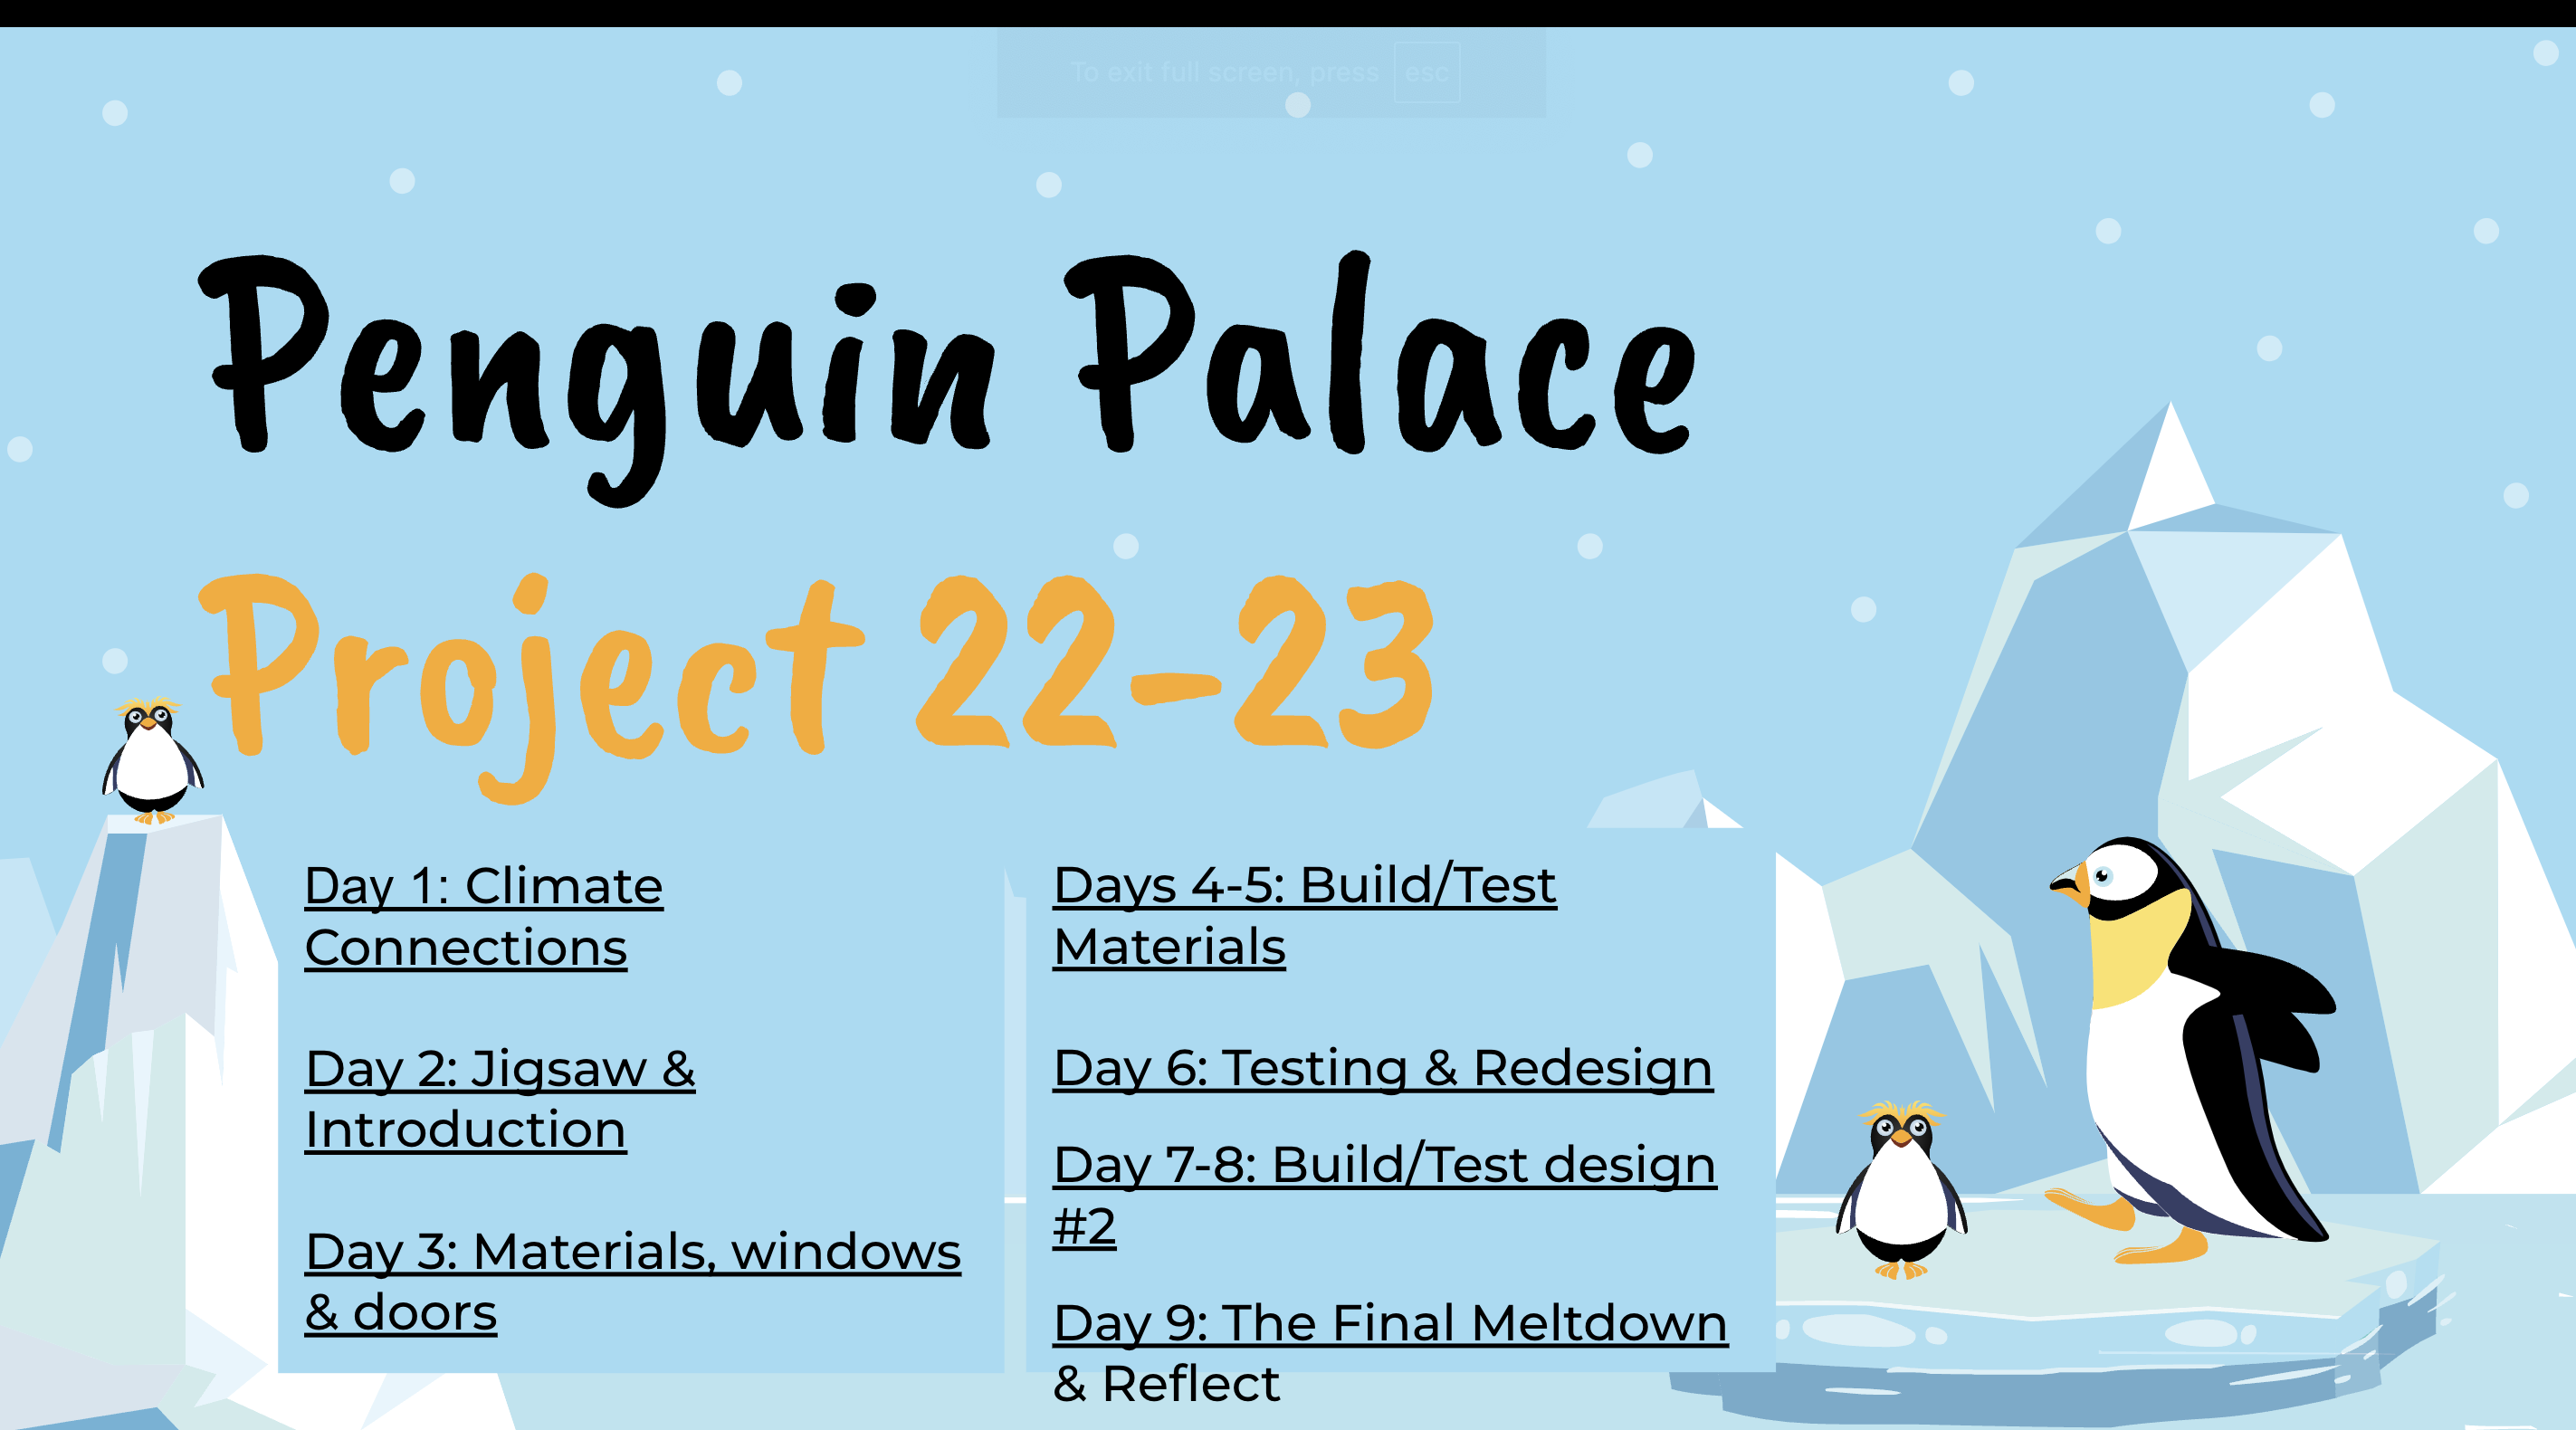 To exit full screen, press esc
Penguin Palace
Project 22-23
Day 1: Climate
Connections
Day 2: Jigsaw &
Introduction
Day 3: Materials, windows
& doors
Days 4-5: Build/Test
Materials
Day 6: Testing & Redesign
Day 7-8: Build/Test design
#2
Day 9: The Final Meltdown
& Reflect